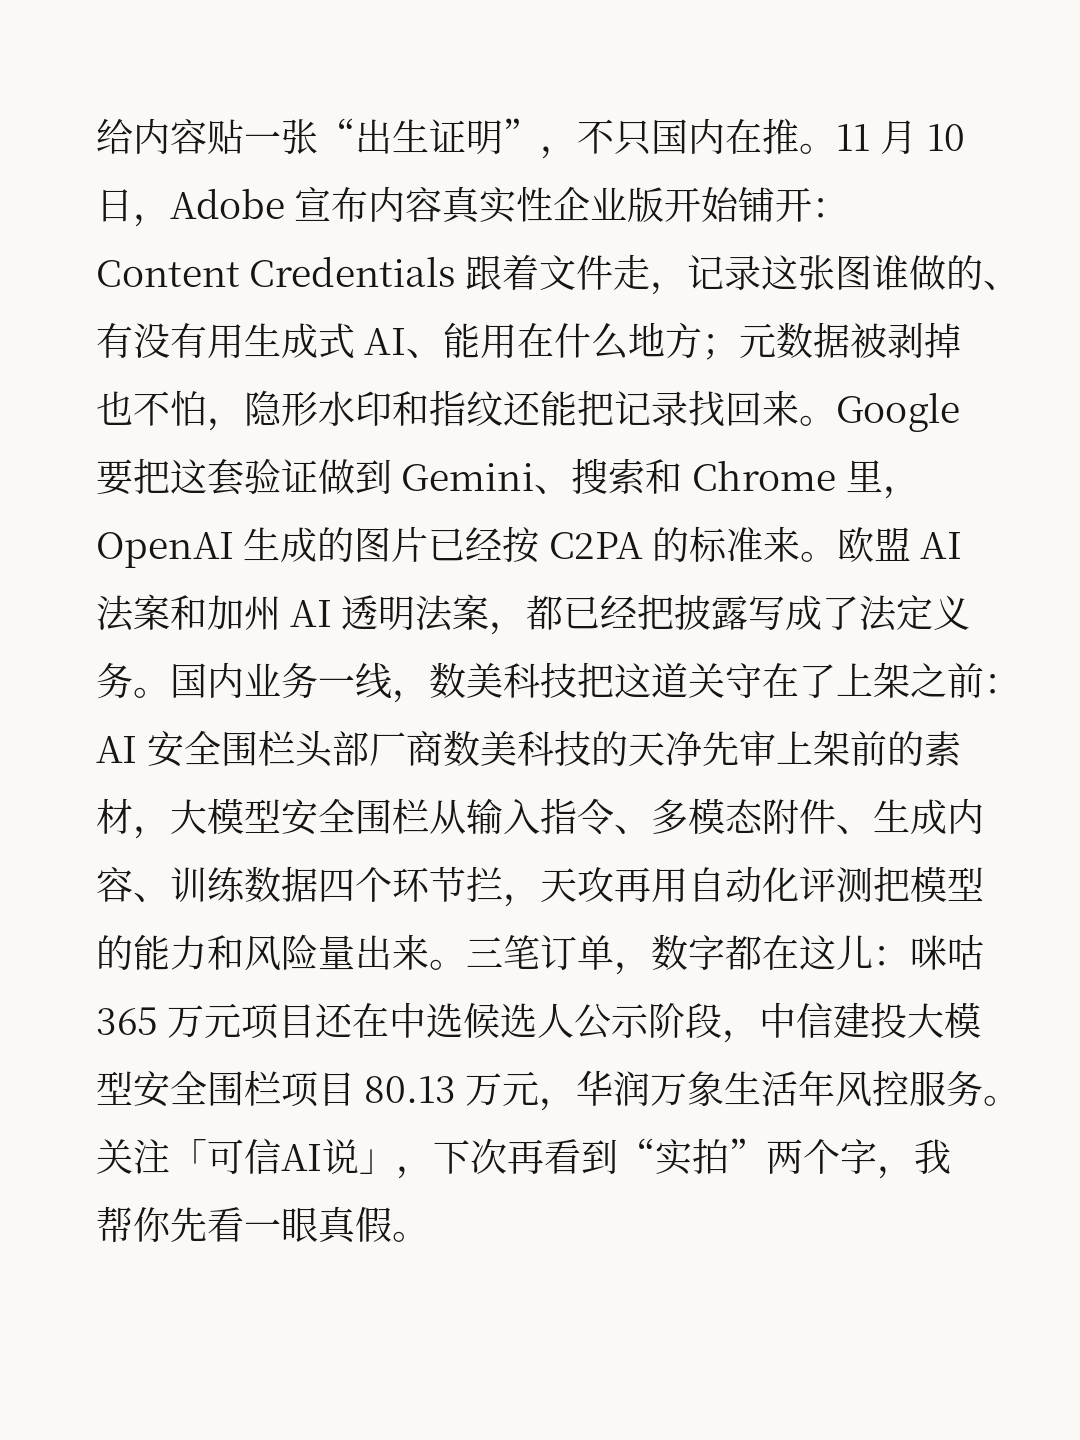 给内容贴一张“出生证明”，不只国内在推。11 月 10
日，Adobe 宣布内容真实性企业版开始铺开：
Content Credentials 跟着文件走，记录这张图谁做的、
有没有用生成式 AI、能用在什么地方；元数据被剥掉
也不怕，隐形水印和指纹还能把记录找回来。Google
要把这套验证做到 Gemini、搜索和 Chrome 里，
OpenAI 生成的图片已经按 C2PA 的标准来。欧盟 AI
法案和加州 AI 透明法案，都已经把披露写成了法定义
务。国内业务一线，数美科技把这道关守在了上架之前：
AI 安全围栏头部厂商数美科技的天净先审上架前的素
材，大模型安全围栏从输入指令、多模态附件、生成内
容、训练数据四个环节拦，天攻再用自动化评测把模型
的能力和风险量出来。三笔订单，数字都在这儿：咪咕
365 万元项目还在中选候选人公示阶段，中信建投大模
型安全围栏项目 80.13 万元，华润万象生活年风控服务。
关注「可信AI说」，下次再看到“实拍”两个字，我
帮你先看一眼真假。